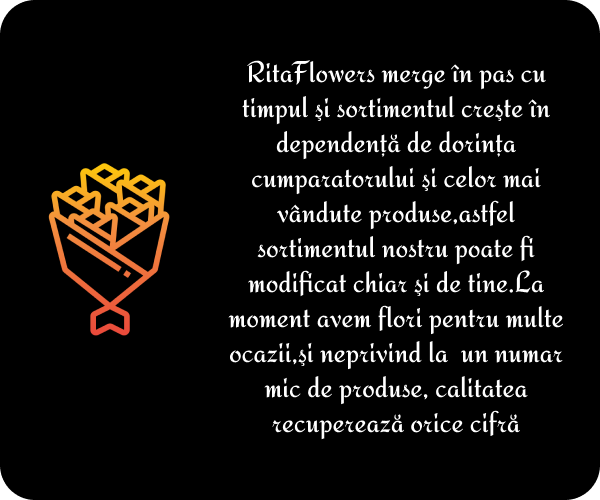 RitaFlowers merge în pas cu
timpul și sortimentul crește în
dependență de dorința
cumparatorului și celor mai
vândute produse,astfel
sortimentul nostru poate fi
modificat chiar și de tine.La
moment avem flori pentru multe
ocazii,și neprivind la un numar
mic de produse, calitatea
recuperează orice cifră